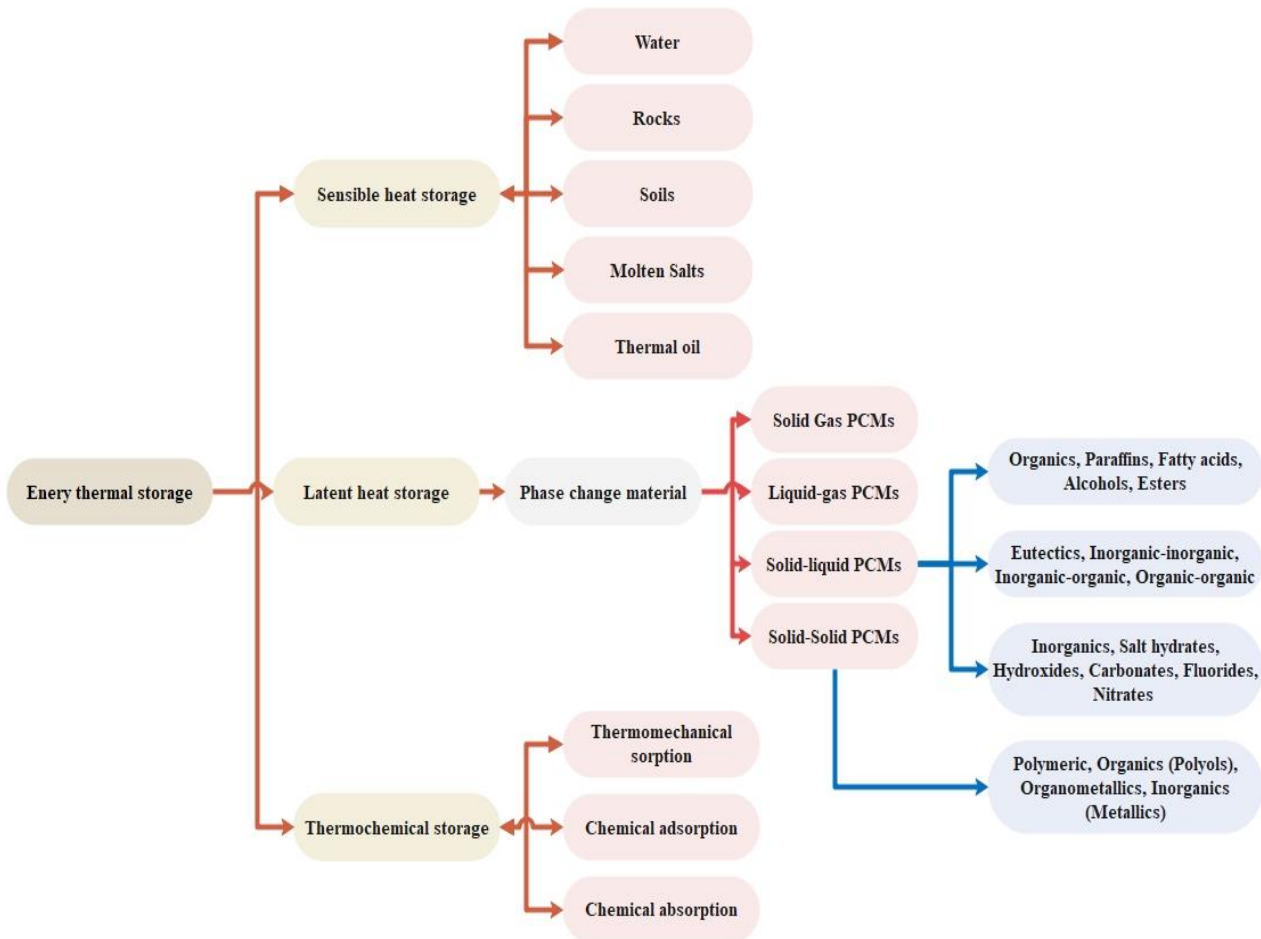 Water
Rocks
Sensible heat storage
Soils
Molten Salts
Thermal oil
Enery thermal storage
Latent heat storage
Phase change material
Solid Gas PCMs
Liquid-gas PCMs
Solid-liquid PCMs
Solid-Solid PCMs
Organics, Paraffins, Fatty acids,
Alcohols, Esters
Eutectics, Inorganic-inorganic,
Inorganic-organic, Organic-organic
Inorganics, Salt hydrates,
Hydroxides, Carbonates, Fluorides,
Nitrates
Polymeric, Organics (Polyols),
Organometallics, Inorganics
(Metallics)
Thermochemical storage
Thermomechanical
sorption
Chemical adsorption
Chemical absorption